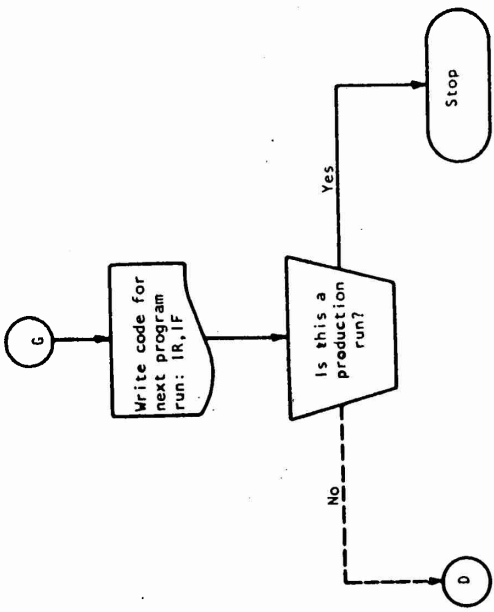 G
Write code for
next program
run: IR,IF
Is this a
production
run?
Yes
No
Stop
D